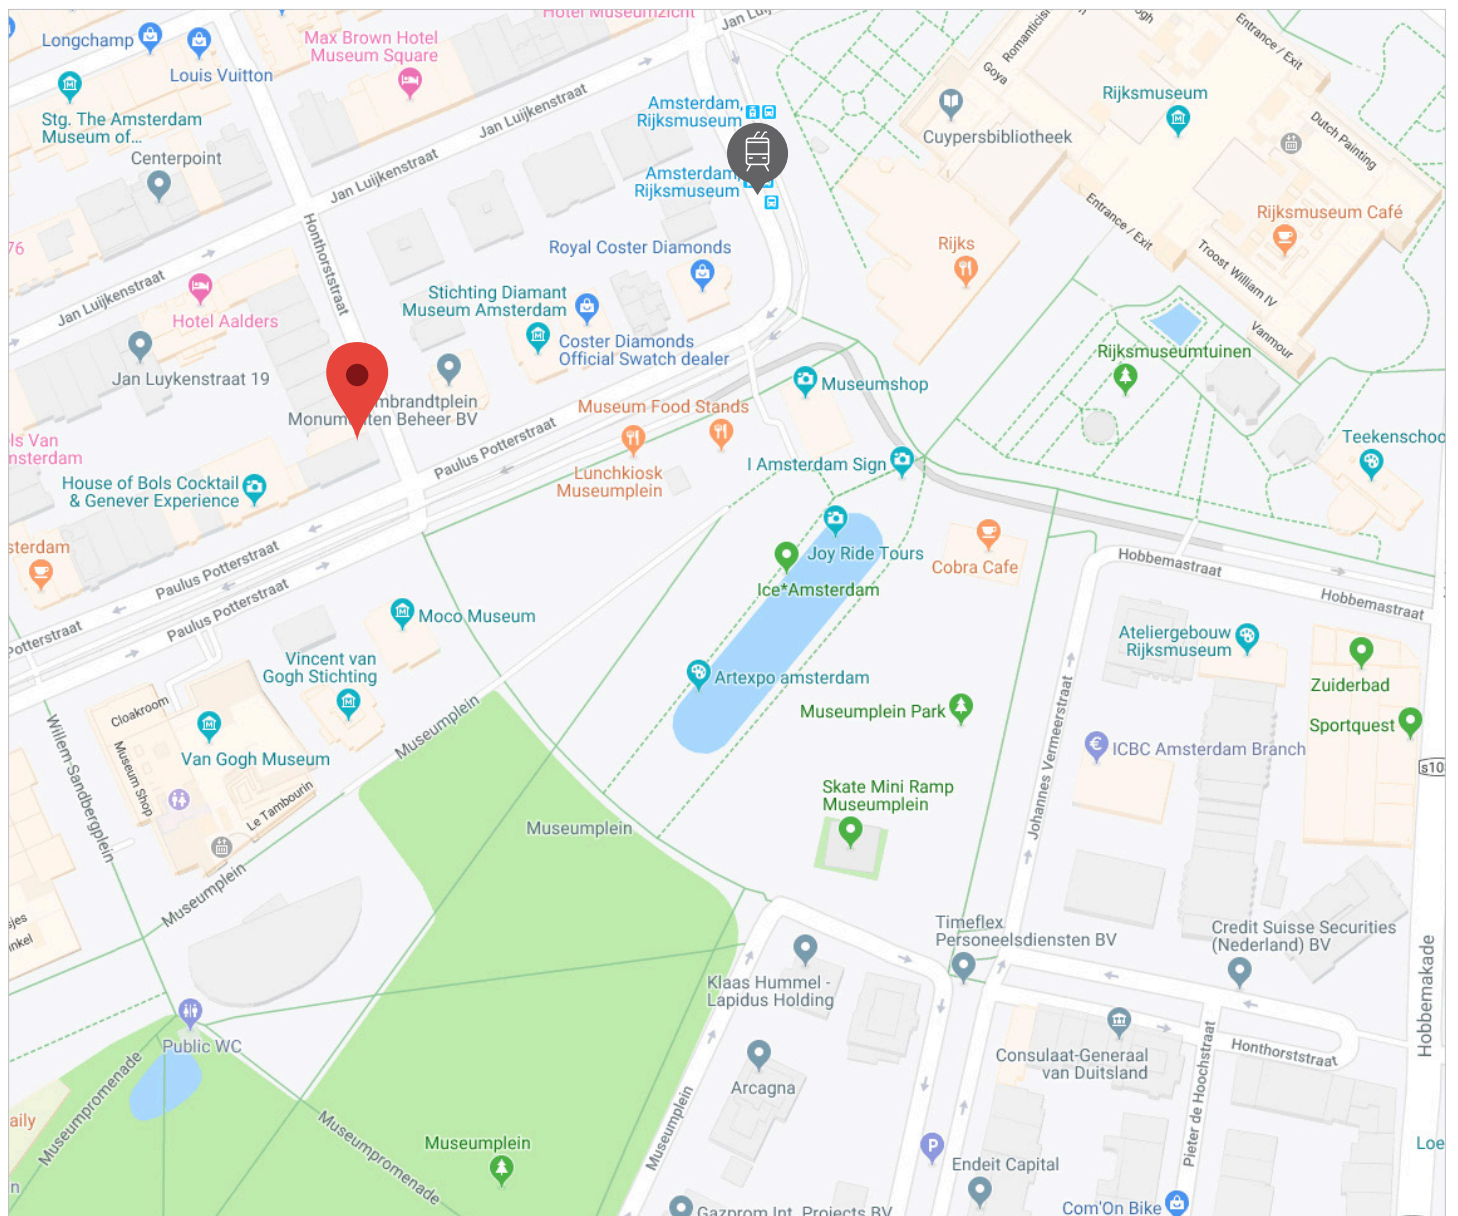 Hotel Museumzicht
Jan Lui
Longchamp
Louis Vuitton
Max Brown Hotel
Museum Square
Stg. The Amsterdam
Museum of...
Centerpoint
Jan Luijkenstraat
Jan Luijkenstraat
Jan Luijkenstraat
Amsterdam,
Rijksmuseum
Amsterdam,
Rijksmuseum
Romanticis
Goya
Cuypersbibliotheek
Rijksmuseum
Entrance / Exit
Dutch Painting
Entrance / Exit
Troost William IV
Vanmour
Rijksmuseum Café
Rijks
76
Honthorststraat
Royal Coster Diamonds
Stichting Diamant
Museum Amsterdam
Coster Diamonds
Official Swatch dealer
Hotel Aalders
Jan Luykenstraat 19
mbrandtplein
Monumenten Beheer BV
Museum Food Stands
Museumshop
Rijksmuseumtuinen
Teekenschoo
els Van
msterdam
House of Bols Cocktail
& Genever Experience
Paulus Potterstraat
Lunchkiosk
Museumplein
I Amsterdam Sign
sterdam
Paulus Potterstraat
Paulus Potterstraat
Potterstraat
Joy Ride Tours
Ice*Amsterdam
Cobra Cafe
Hobbemastraat
Hobbemastraat
Moco Museum
Vincent van
Gogh Stichting
Artexpo amsterdam
Ateliergebouw
Rijksmuseum
Zuiderbad
Sportquest
Museumplein Park
ICBC Amsterdam Branch
Cloakroom
Museum Shop
Van Gogh Museum
Le Tambourin
Museumplein
Willem-Sandbergplein
Johannes Vermeerstraat
s10
Skate Mini Ramp
Museumplein
Museumplein
Museumplein
Timeflex
Personeelsdiensten BV
Credit Suisse Securities
(Nederland) BV
Klaas Hummel -
Lapidus Holding
Hobbemakade
Public WC
Museumpromenade
Museumpromenade
Arcagna
Museumplein
Consulaat-Generaal
van Duitsland
Honthorststraat
Pieter de Hoochstraat
Museumplein
P
Endeit Capital
Com'On Bike
Gazprom Int. Projects BV
aily
Loe